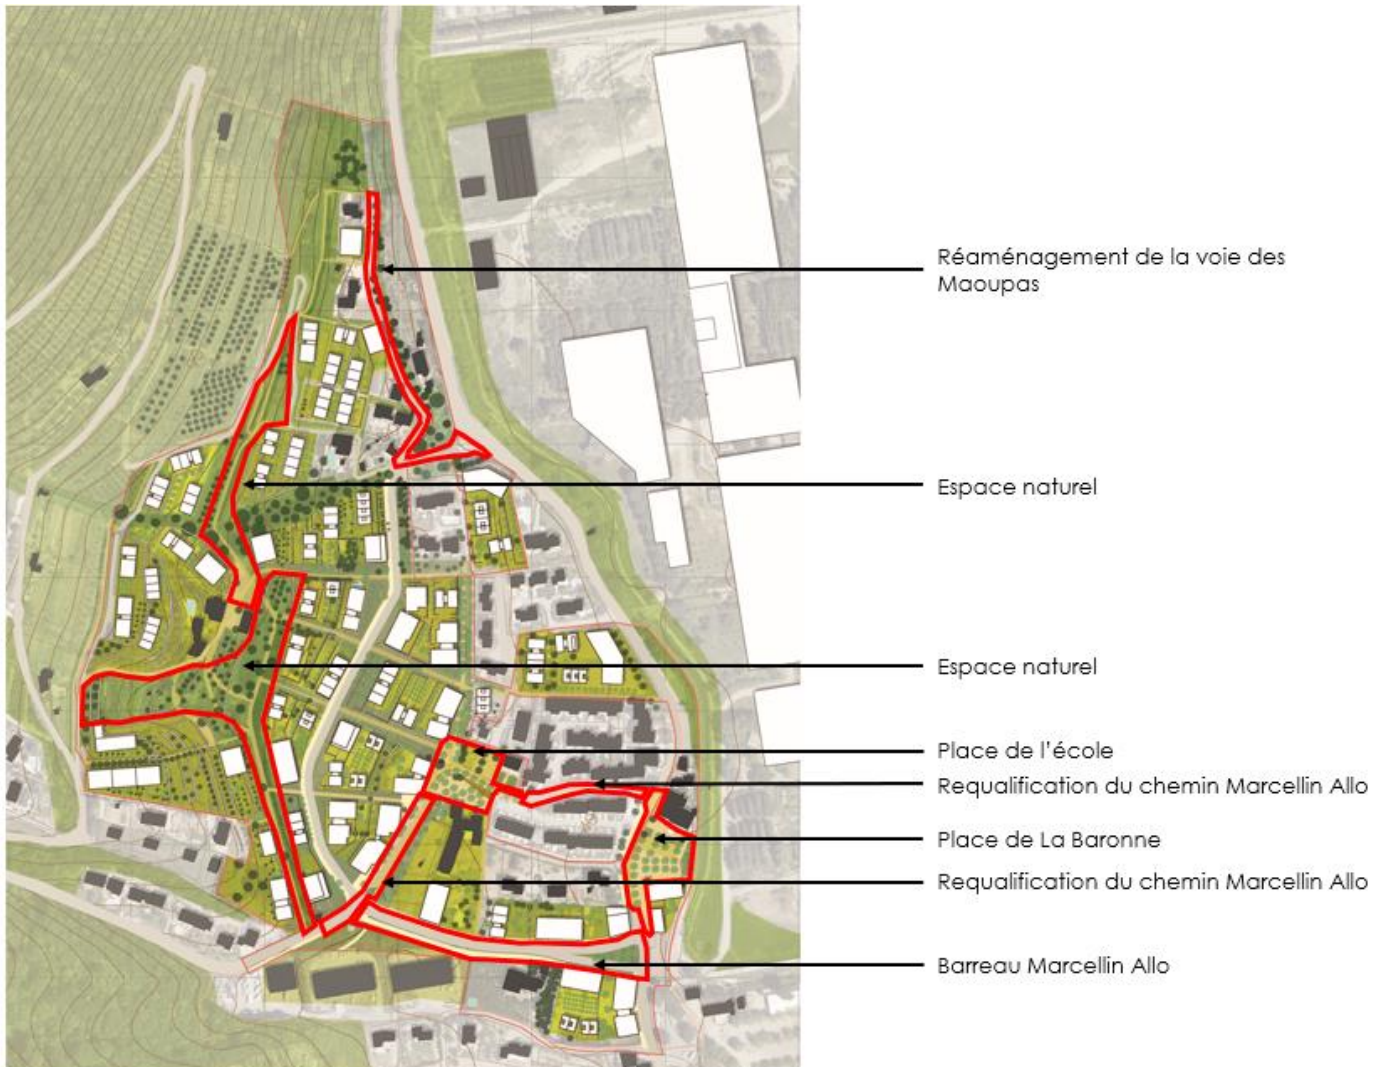 Réaménagement de la voie des
Maoupas
Espace naturel
Espace naturel
Place de l'école
Requalification du chemin Marcellin Allo
Place de La Baronne
Requalification du chemin Marcellin Allo
Barreau Marcellin Allo